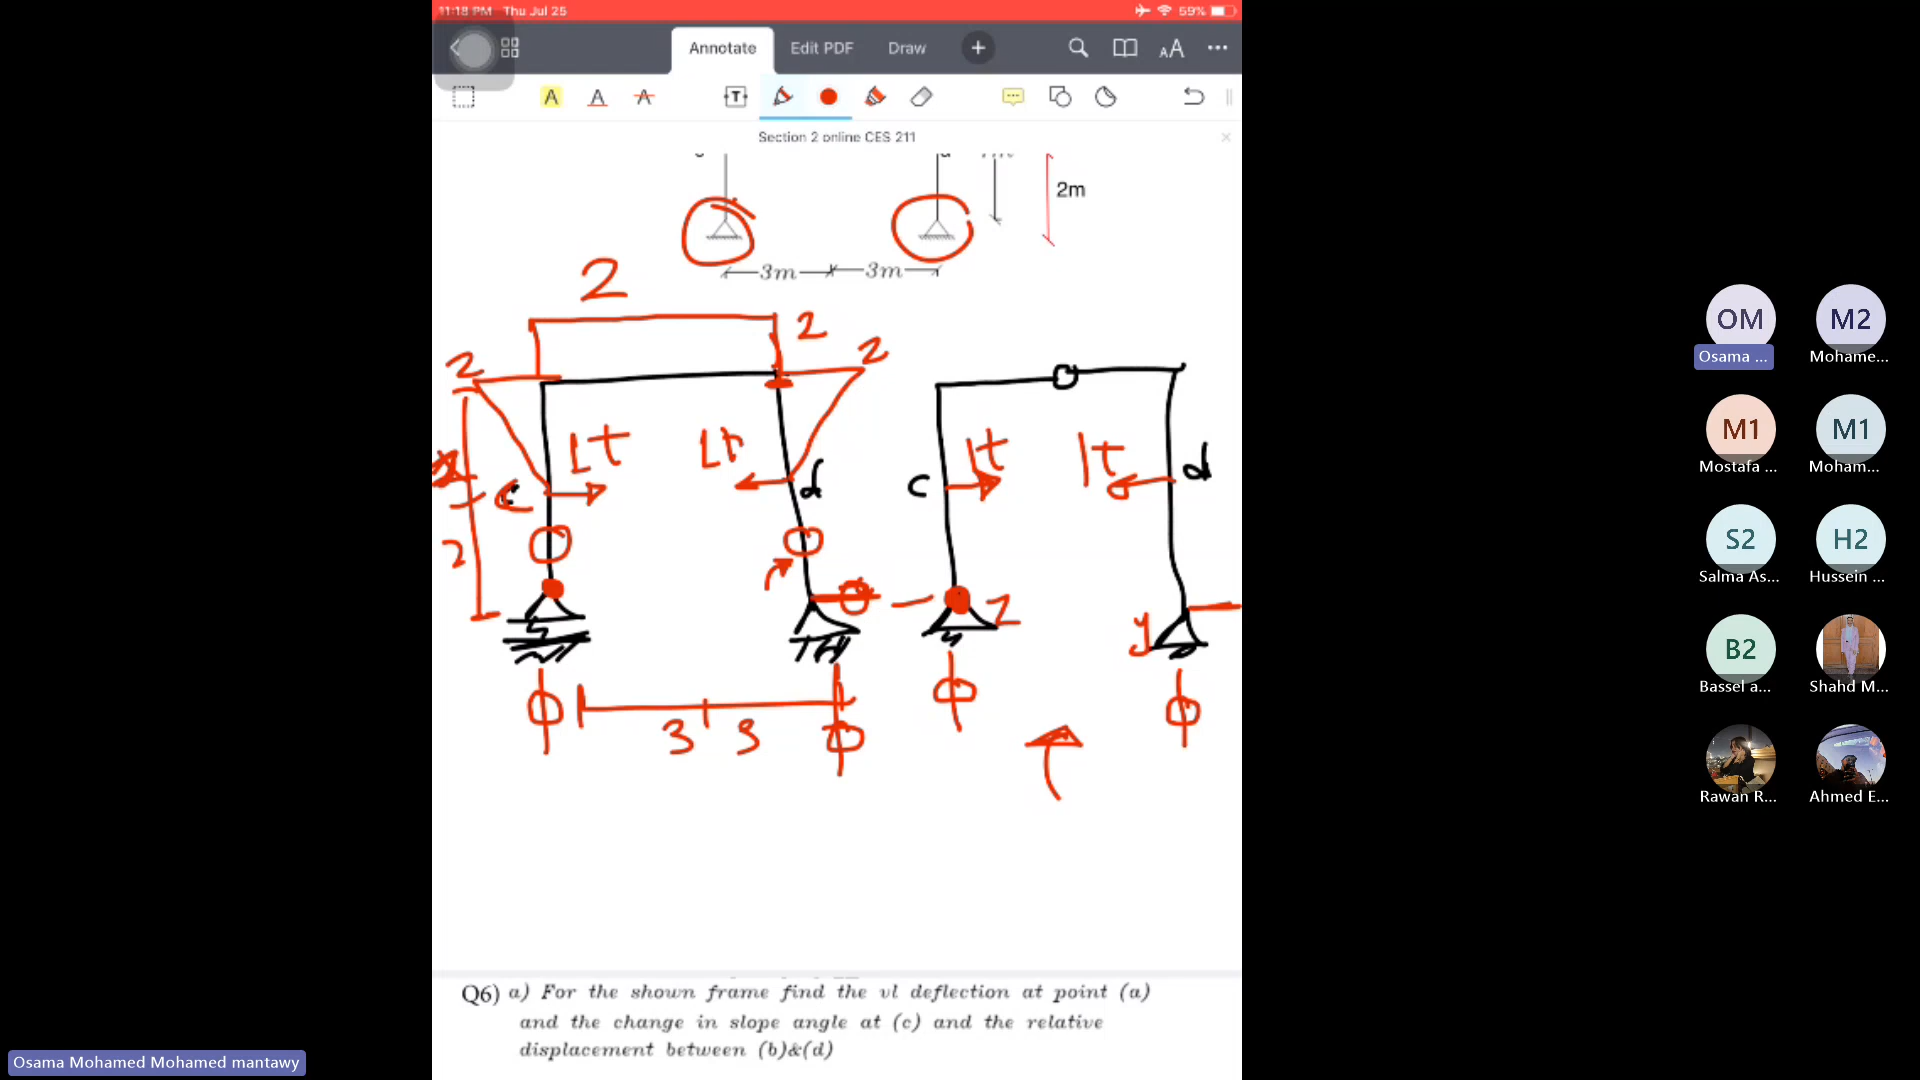 11:18 PM Thu Jul 25
59%
Annotate
Edit PDF
Draw
AA
A
A
A
T
Section 2 online CES 211
2m
3m
3m
2
2
2
2
1t
1t
c
d
2
3
3
1t
1t
c
d
y
Q6) a) For the shown frame find the vl deflection at point (a)
and the change in slope angle at (c) and the relative
displacement between (b)&(d)
OM
M2
Osama ...
Mohame...
M1
M1
Mostafa ...
Moham...
S2
H2
Salma As...
Hussein ...
B2
Bassel a...
Shahd M...
Rawan R...
Ahmed E...
Osama Mohamed Mohamed mantawy